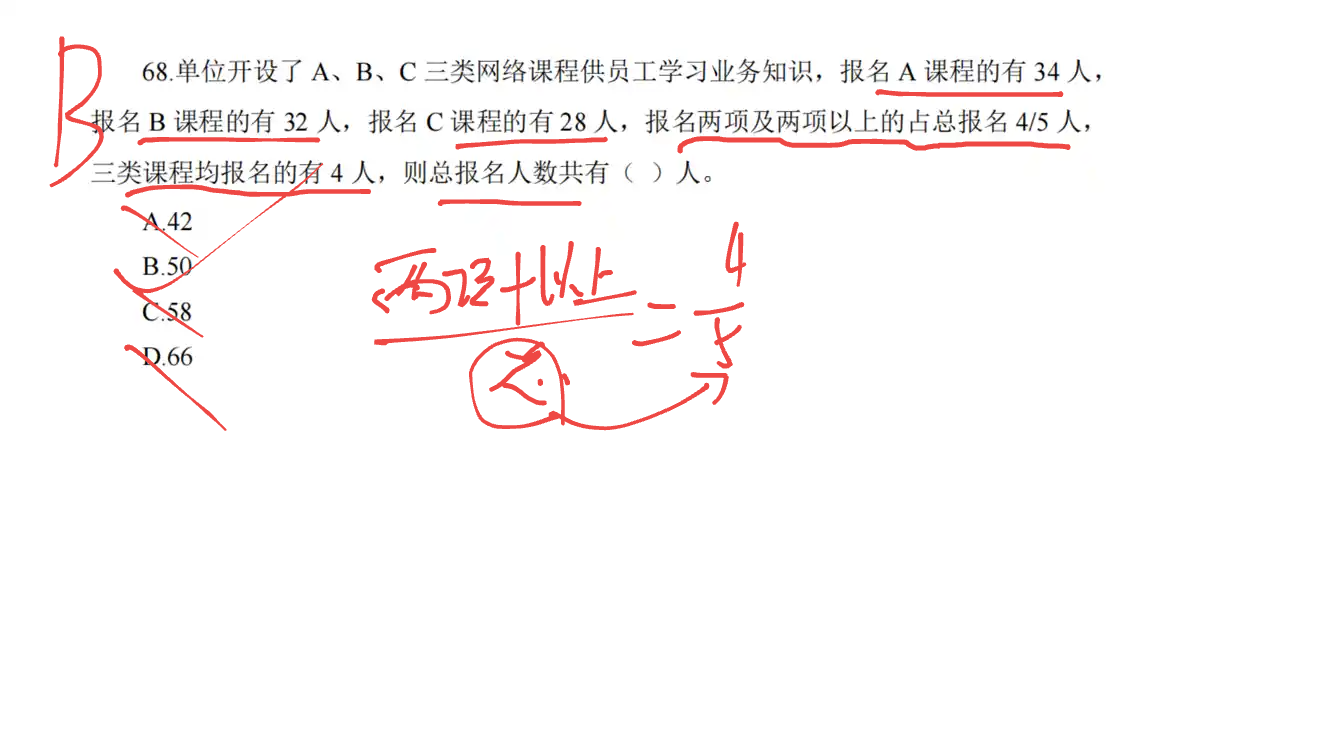 B
68.单位开设了 A、B、C 三类网络课程供员工学习业务知识，报名 A 课程的有 34 人，
报名 B 课程的有 32 人，报名 C 课程的有 28 人，报名两项及两项以上的占总报名 4/5 人，
三类课程均报名的有 4 人，则总报名人数共有（ ）人。
A.42
B.50
C.58
D.66
两项+以上
= 4
5